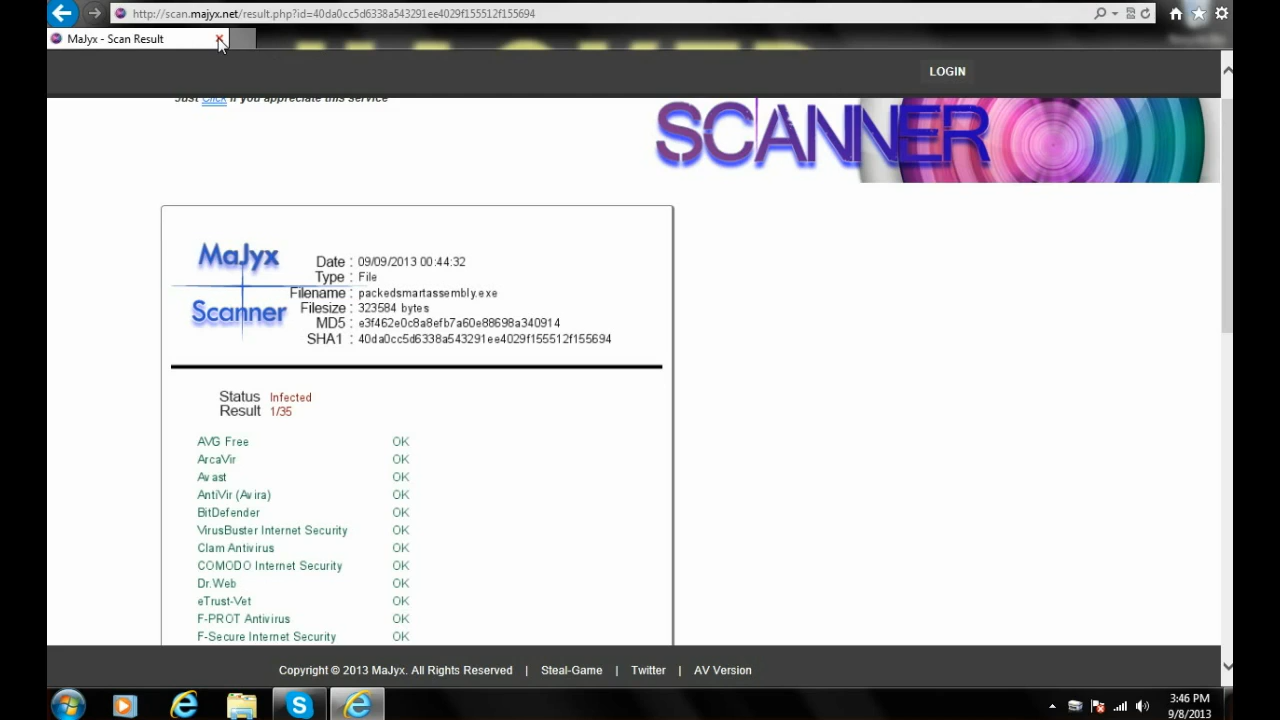 http://scan.majyx.net/result.php?id=40da0cc5d6338a543291ee4029f155512f155694
MaJyx - Scan Result
LOGIN
Just Click if you appreciate this service
SCANNER
MaJyx
Scanner
Date : 09/09/2013 00:44:32
Type : File
Filename : packedsmartassembly.exe
Filesize : 323584 bytes
MD5 : e3f462e0c8a8efb7a60e88698a340914
SHA1 : 40da0cc5d6338a543291ee4029f155512f155694
Status Infected
Result 1/35
AVG Free OK
ArcaVir OK
Avast OK
AntiVir (Avira) OK
BitDefender OK
VirusBuster Internet Security OK
Clam Antivirus OK
COMODO Internet Security OK
Dr.Web OK
eTrust-Vet OK
F-PROT Antivirus OK
F-Secure Internet Security OK
Copyright © 2013 MaJyx. All Rights Reserved | Steal-Game | Twitter | AV Version
3:46 PM
9/8/2013